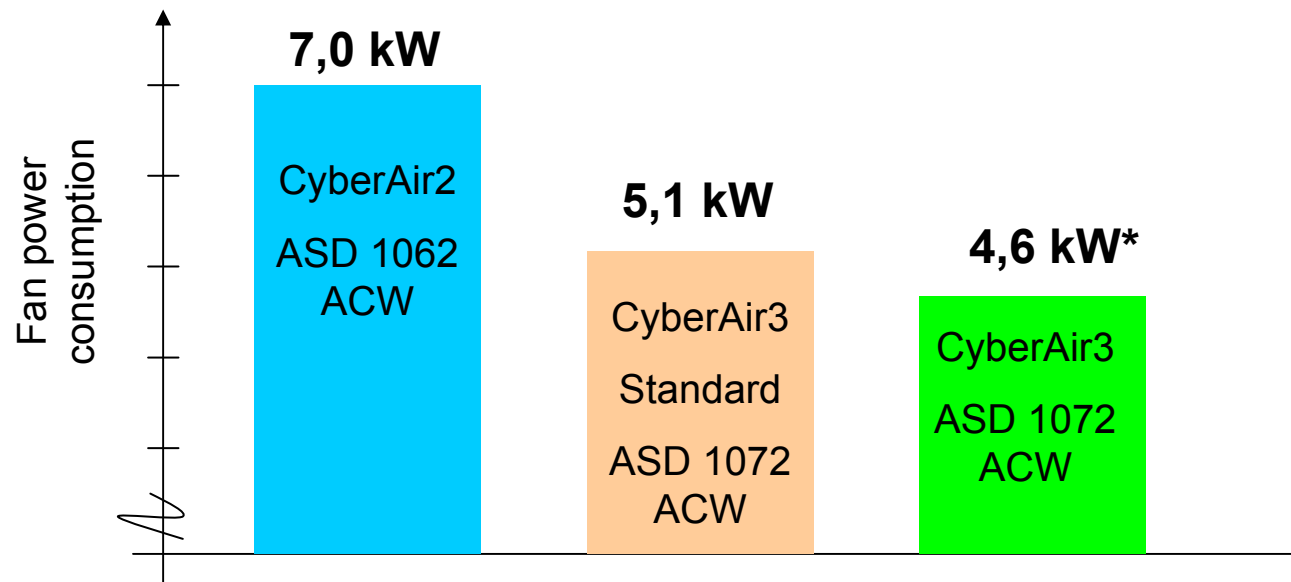 Fan power
consumption
7,0 kW
CyberAir2
ASD 1062
ACW
5,1 kW
CyberAir3
Standard
ASD 1072
ACW
4,6 kW*
CyberAir3
ASD 1072
ACW